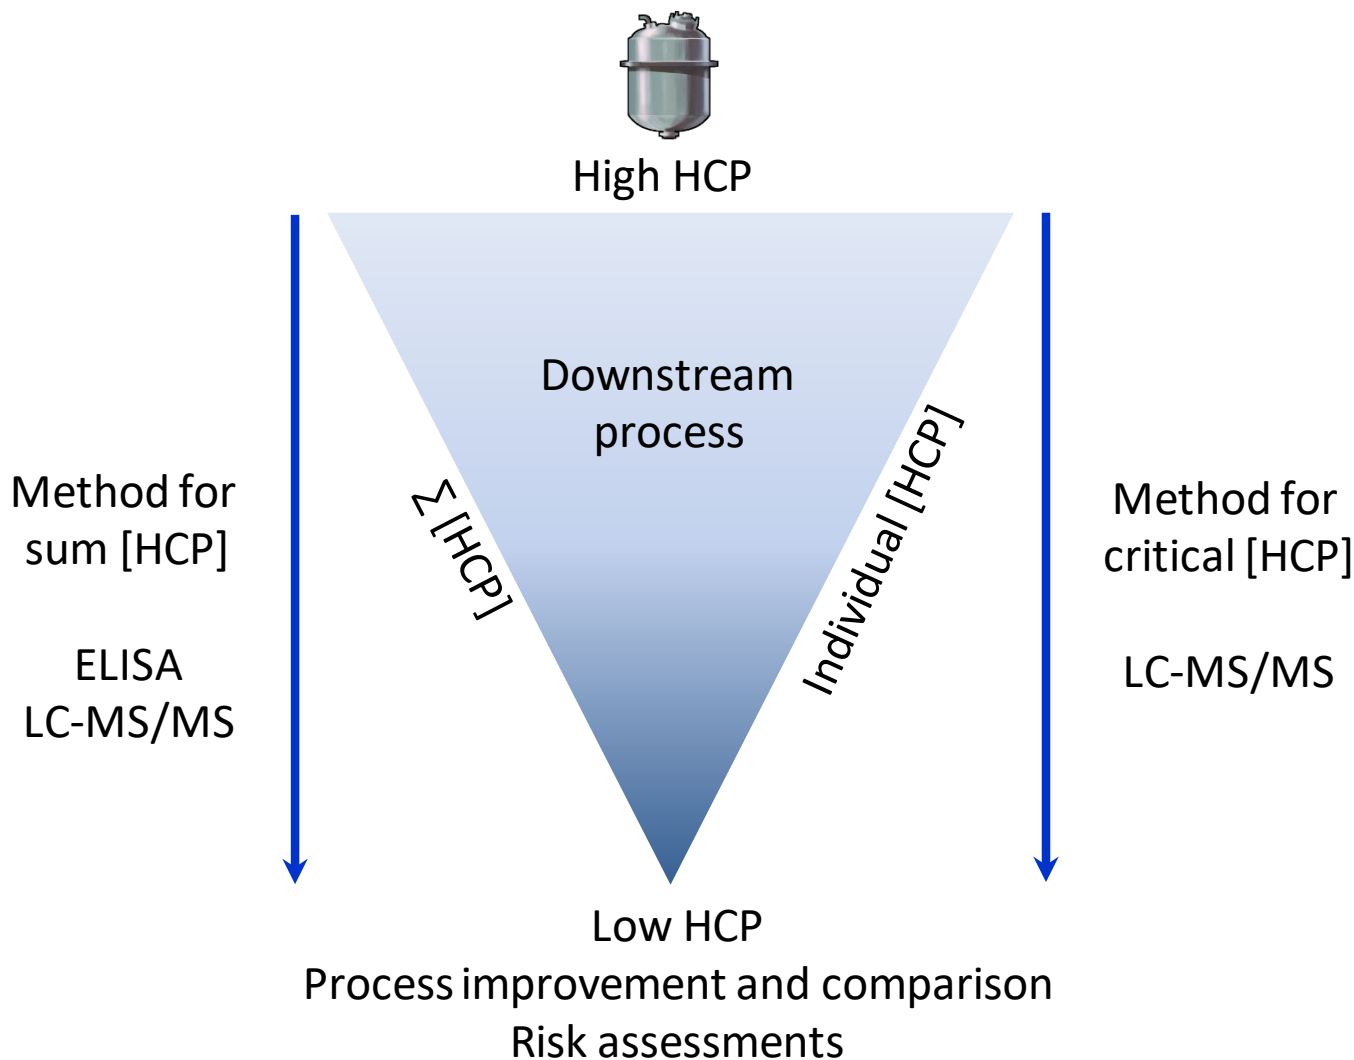 High HCP
Downstream
process
Σ [HCP]
Individual [HCP]
Method for
sum [HCP]
ELISA
LC-MS/MS
Method for
critical [HCP]
LC-MS/MS
Low HCP
Process improvement and comparison
Risk assessments